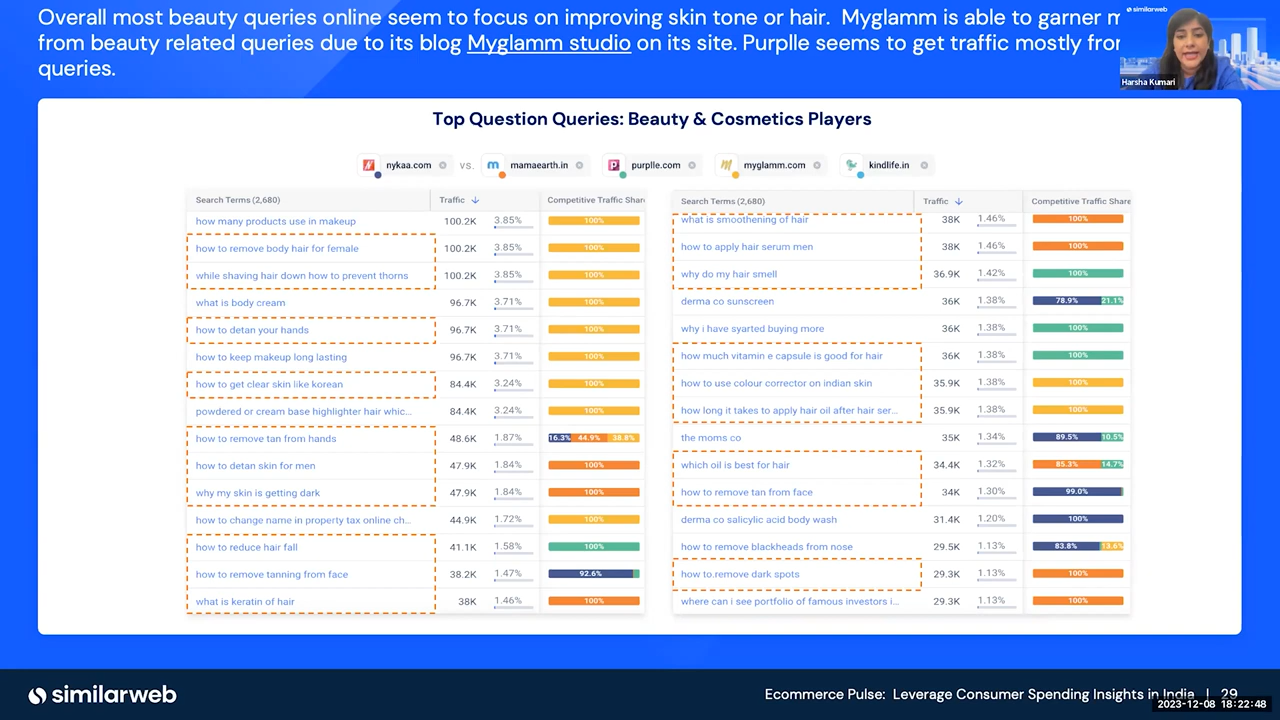 Overall most beauty queries online seem to focus on improving skin tone or hair. Myglamm is able to garner
from beauty related queries due to its blog Myglamm studio on its site. Purplle seems to get traffic mostly
queries.
similarweb
Harsha Kumari
Top Question Queries: Beauty & Cosmetics Players
nykaa.com vs. mamaearth.in purplle.com myglamm.com kindlife.in
Search Terms (2,680) Traffic Competitive Traffic Share
how many products use in makeup 100.2K 3.85% 100%
how to remove body hair for female 100.2K 3.85% 100%
while shaving hair down how to prevent thorns 100.2K 3.85% 100%
what is body cream 96.7K 3.71% 100%
how to detan your hands 96.7K 3.71% 100%
how to keep makeup long lasting 96.7K 3.71% 100%
how to get clear skin like korean 84.4K 3.24% 100%
powdered or cream base highlighter hair whic... 84.4K 3.24% 100%
how to remove tan from hands 48.6K 1.87% 16.3% 44.9% 38.8%
how to detan skin for men 47.9K 1.84% 100%
why my skin is getting dark 47.9K 1.84% 100%
how to change name in property tax online ch... 44.9K 1.72% 100%
how to reduce hair fall 41.1K 1.58% 100%
how to remove tanning from face 38.2K 1.47% 92.6%
what is keratin of hair 38K 1.46% 100%
Search Terms (2,680) Traffic Competitive Traffic Share
what is smoothening of hair 38K 1.46% 100%
how to apply hair serum men 38K 1.46% 100%
why do my hair smell 36.9K 1.42% 100%
derma co sunscreen 36K 1.38% 78.9% 21.1%
why i have syarted buying more 36K 1.38% 100%
how much vitamin e capsule is good for hair 36K 1.38% 100%
how to use colour corrector on indian skin 35.9K 1.38% 100%
how long it takes to apply hair oil after hair ser... 35.9K 1.38% 100%
the moms co 35K 1.34% 89.5% 10.5%
which oil is best for hair 34.4K 1.32% 85.3% 14.7%
how to remove tan from face 34K 1.30% 99.0%
derma co salicylic acid body wash 31.4K 1.20% 100%
how to remove blackheads from nose 29.5K 1.13% 83.8% 13.6%
how to remove dark spots 29.3K 1.13% 100%
where can i see portfolio of famous investors i... 29.3K 1.13% 100%
similarweb
Ecommerce Pulse: Leverage Consumer Spending Insights in India | 29
2023-12-08 18:22:48